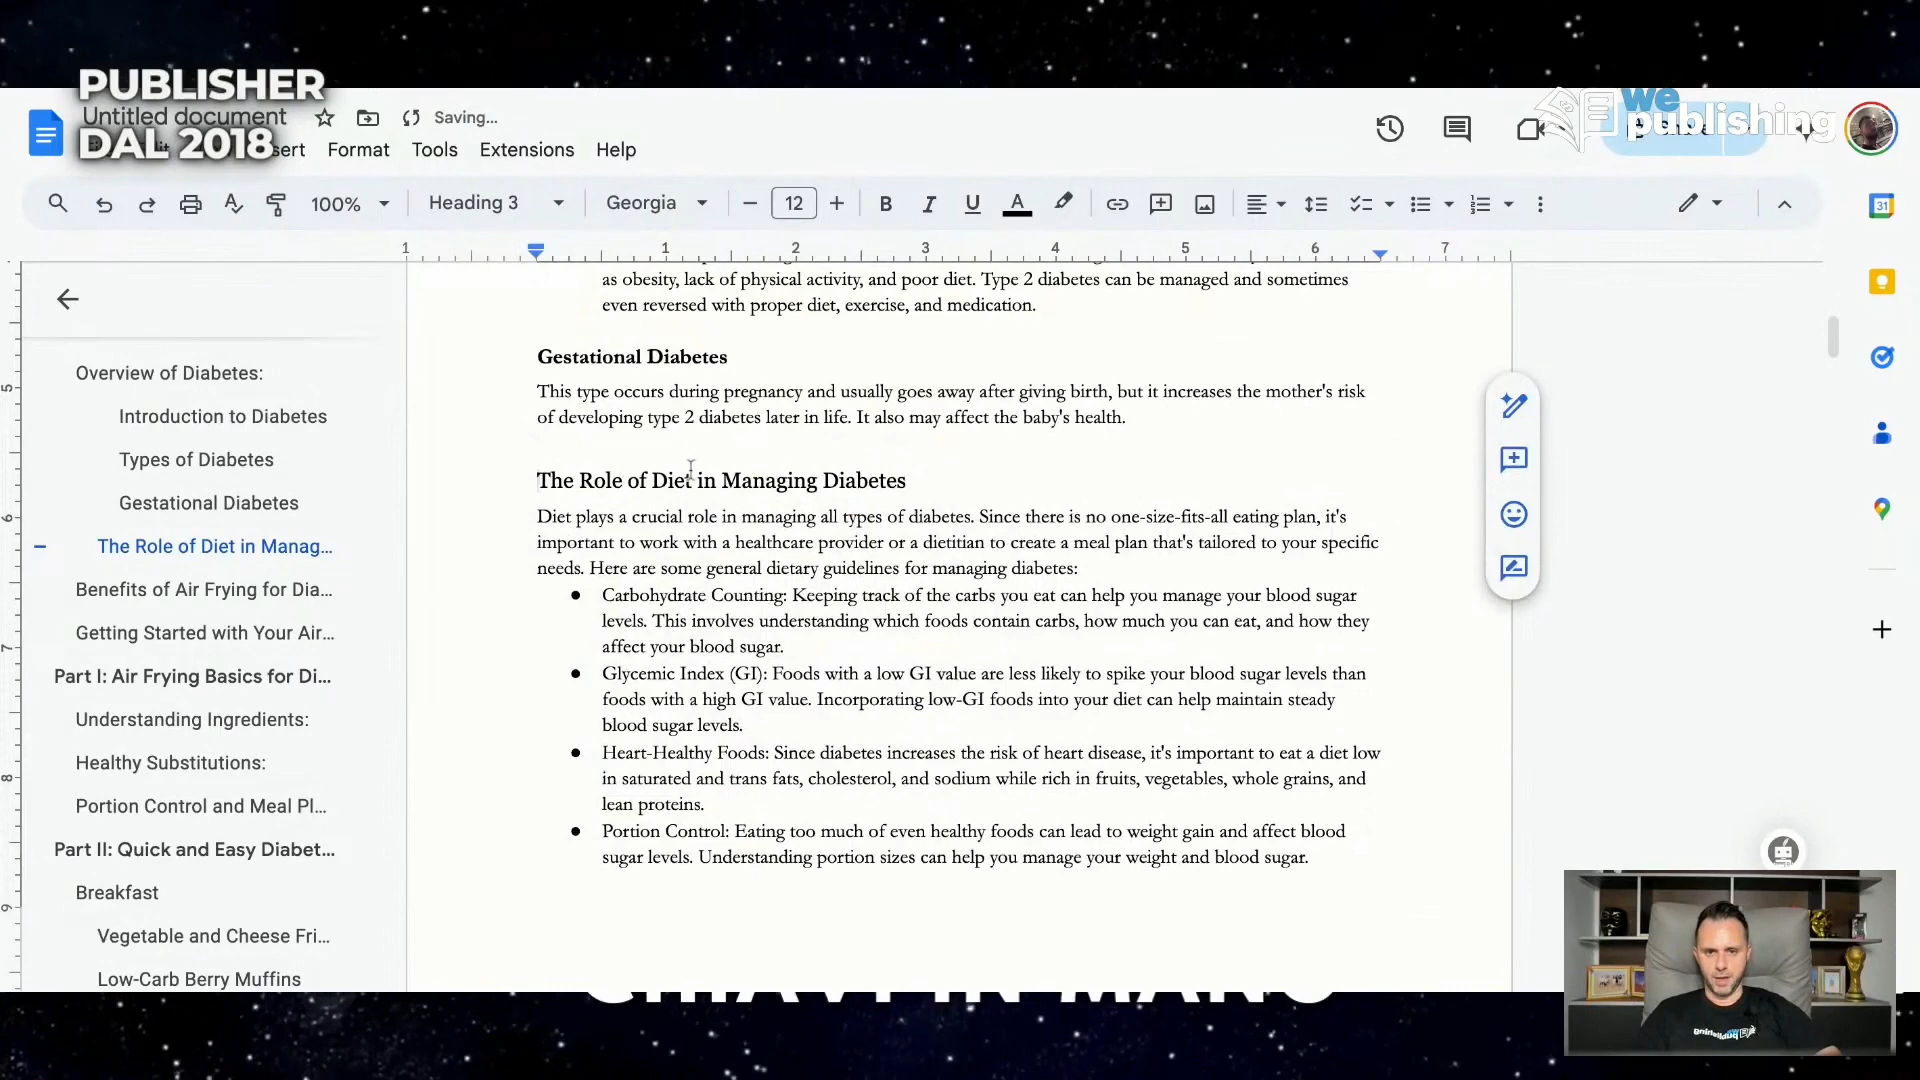 PUBLISHER
DAL 2018
Untitled document
Saving...
Format Tools Extensions Help
we
publishing
100% Heading 3 Georgia 12
1 1 2 3 4 5 6 7
31
as obesity, lack of physical activity, and poor diet. Type 2 diabetes can be managed and sometimes
even reversed with proper diet, exercise, and medication.
Gestational Diabetes
This type occurs during pregnancy and usually goes away after giving birth, but it increases the mother's risk
of developing type 2 diabetes later in life. It also may affect the baby's health.
The Role of Diet in Managing Diabetes
Diet plays a crucial role in managing all types of diabetes. Since there is no one-size-fits-all eating plan, it's
important to work with a healthcare provider or a dietitian to create a meal plan that's tailored to your specific
needs. Here are some general dietary guidelines for managing diabetes:
● Carbohydrate Counting: Keeping track of the carbs you eat can help you manage your blood sugar
levels. This involves understanding which foods contain carbs, how much you can eat, and how they
affect your blood sugar.
● Glycemic Index (GI): Foods with a low GI value are less likely to spike your blood sugar levels than
foods with a high GI value. Incorporating low-GI foods into your diet can help maintain steady
blood sugar levels.
● Heart-Healthy Foods: Since diabetes increases the risk of heart disease, it's important to eat a diet low
in saturated and trans fats, cholesterol, and sodium while rich in fruits, vegetables, whole grains, and
lean proteins.
● Portion Control: Eating too much of even healthy foods can lead to weight gain and affect blood
sugar levels. Understanding portion sizes can help you manage your weight and blood sugar.
Overview of Diabetes:
Introduction to Diabetes
Types of Diabetes
Gestational Diabetes
The Role of Diet in Manag...
Benefits of Air Frying for Dia...
Getting Started with Your Air...
Part I: Air Frying Basics for Di...
Understanding Ingredients:
Healthy Substitutions:
Portion Control and Meal Pl...
Part II: Quick and Easy Diabet...
Breakfast
Vegetable and Cheese Fri...
Low-Carb Berry Muffins
5
6
7
8
9